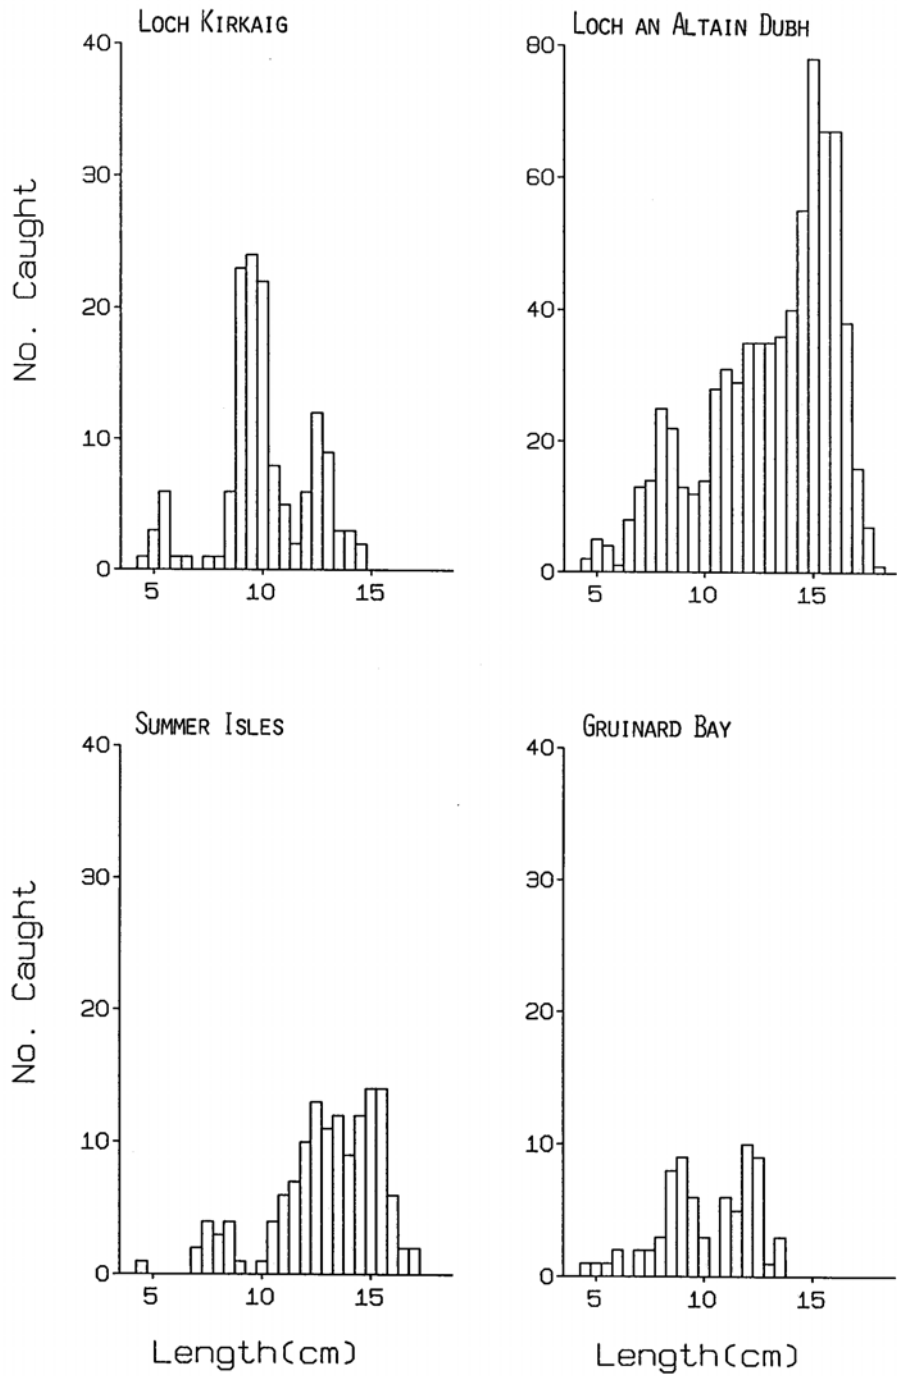 LOCH KIRKAIG
40
30
20
10
0
5 10 15
No. Caught
LOCH AN ALTAIN DUBH
80
60
40
20
0
5 10 15
SUMMER ISLES
40
30
20
10
0
5 10 15
No. Caught
Length(cm)
GRUINARD BAY
40
30
20
10
0
5 10 15
Length(cm)